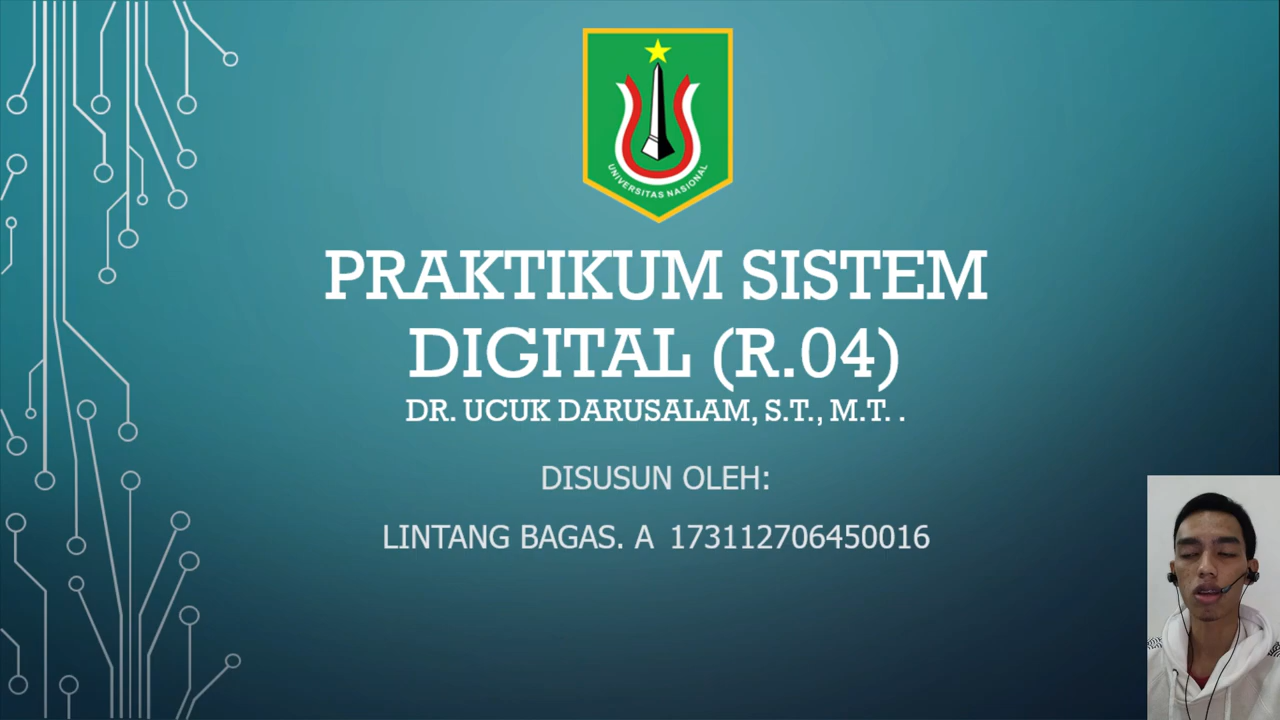 UNIVERSITAS NASIONAL
PRAKTIKUM SISTEM
DIGITAL (R.04)
DR. UCUK DARUSALAM, S.T., M.T. .
DISUSUN OLEH:
LINTANG BAGAS. A 173112706450016